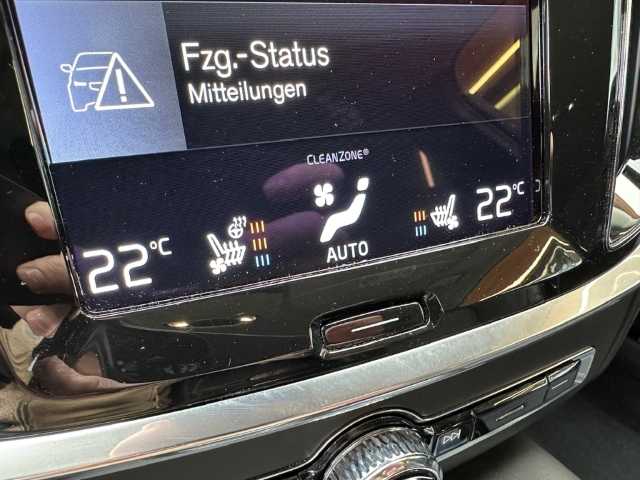 Fzg.-Status
Mitteilungen
CLEANZONE®
22°C
AUTO
22°C